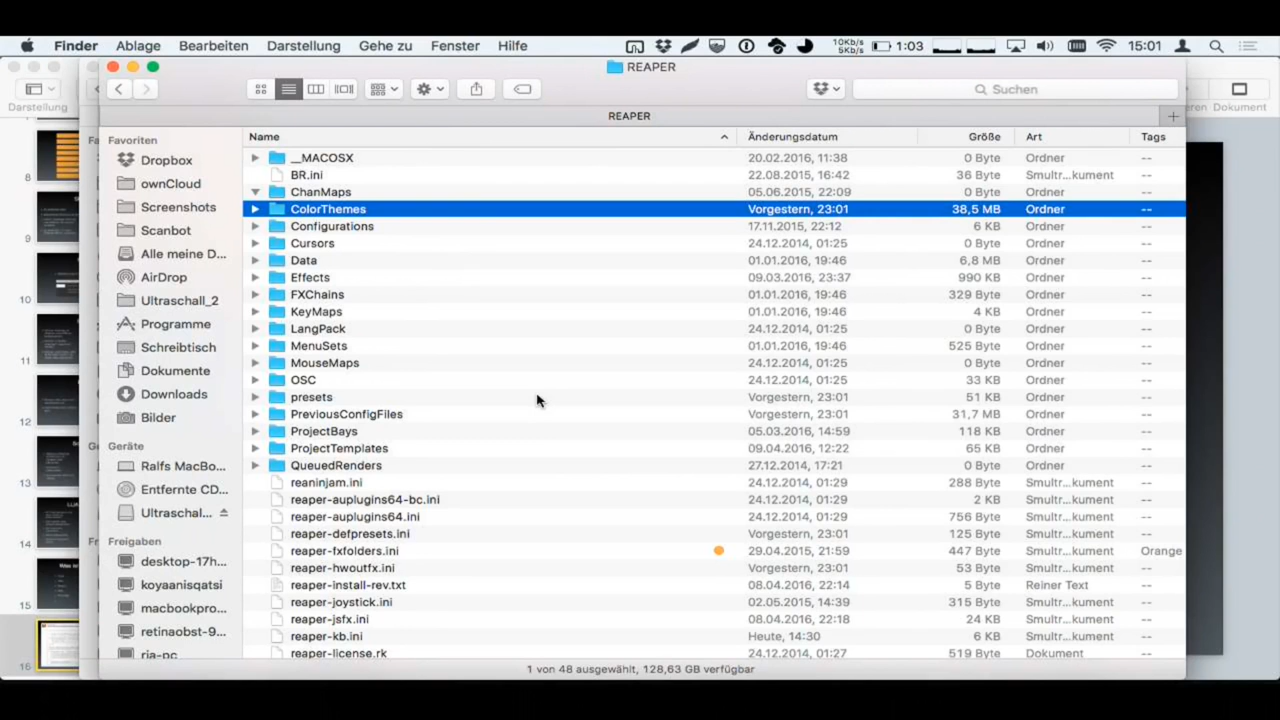 Finder Ablage Bearbeiten Darstellung Gehe zu Fenster Hilfe 10Kb/s 5Kb/s 1:03 15:01
REAPER
Suchen
Darstellung
Dokument
REAPER
Favoriten
Dropbox
ownCloud
Screenshots
Scanbot
Alle meine D...
AirDrop
Ultraschall_2
Programme
Schreibtisch
Dokumente
Downloads
Bilder
Geräte
Ralfs MacBo...
Entfernte CD...
Ultraschal...
Freigaben
desktop-17h...
koyaanisqatsi
macbookpro...
retinaobst-9...
ria-pc
Name Änderungsdatum Größe Art Tags
__MACOSX 20.02.2016, 11:38 0 Byte Ordner --
BR.ini 22.08.2015, 16:42 36 Byte Smultr...kument --
ChanMaps 05.06.2015, 22:09 0 Byte Ordner --
ColorThemes Vorgestern, 23:01 38,5 MB Ordner --
Configurations 17.11.2015, 22:12 6 KB Ordner --
Cursors 24.12.2014, 01:25 0 Byte Ordner --
Data 01.01.2016, 19:46 6,8 MB Ordner --
Effects 09.03.2016, 23:37 990 KB Ordner --
FXChains 01.01.2016, 19:46 329 Byte Ordner --
KeyMaps 01.01.2016, 19:46 4 KB Ordner --
LangPack 24.12.2014, 01:25 0 Byte Ordner --
MenuSets 01.01.2016, 19:46 525 Byte Ordner --
MouseMaps 24.12.2014, 01:25 0 Byte Ordner --
OSC 24.12.2014, 01:25 33 KB Ordner --
presets Vorgestern, 23:01 51 KB Ordner --
PreviousConfigFiles Vorgestern, 23:01 31,7 MB Ordner --
ProjectBays 05.03.2016, 14:59 118 KB Ordner --
ProjectTemplates 09.04.2016, 12:22 65 KB Ordner --
QueuedRenders 27.12.2014, 17:21 0 Byte Ordner --
reaninjam.ini 24.12.2014, 01:29 288 Byte Smultr...kument --
reaper-auplugins64-bc.ini 24.12.2014, 01:29 2 KB Smultr...kument --
reaper-auplugins64.ini 24.12.2014, 01:29 756 Byte Smultr...kument --
reaper-defpresets.ini Vorgestern, 23:01 125 Byte Smultr...kument --
reaper-fxfolders.ini 29.04.2015, 21:59 447 Byte Smultr...kument Orange
reaper-hwoutfx.ini Vorgestern, 23:01 53 Byte Smultr...kument --
reaper-install-rev.txt 08.04.2016, 22:14 5 Byte Reiner Text --
reaper-joystick.ini 02.05.2015, 14:39 315 Byte Smultr...kument --
reaper-jsfx.ini 08.04.2016, 22:18 24 KB Smultr...kument --
reaper-kb.ini Heute, 14:30 6 KB Smultr...kument --
reaper-license.rk 24.12.2014, 01:27 519 Byte Dokument --
1 von 48 ausgewählt, 128,63 GB verfügbar
8
9
10
11
12
13
14
15
16